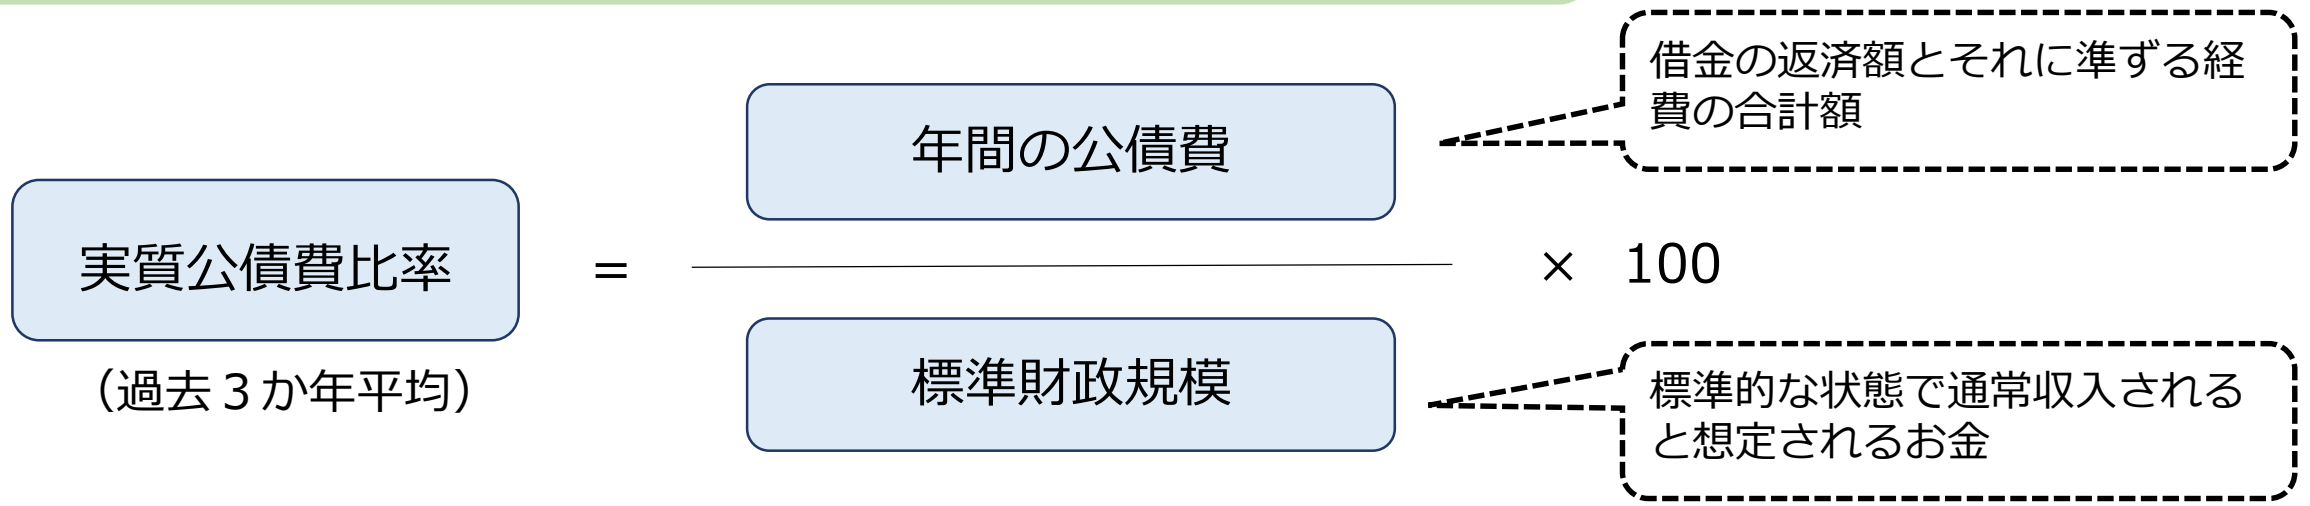 借金の返済額とそれに準ずる経
費の合計額
年間の公債費
実質公債費比率
=
× 100
(過去3か年平均)
標準財政規模
標準的な状態で通常収入される
と想定されるお金